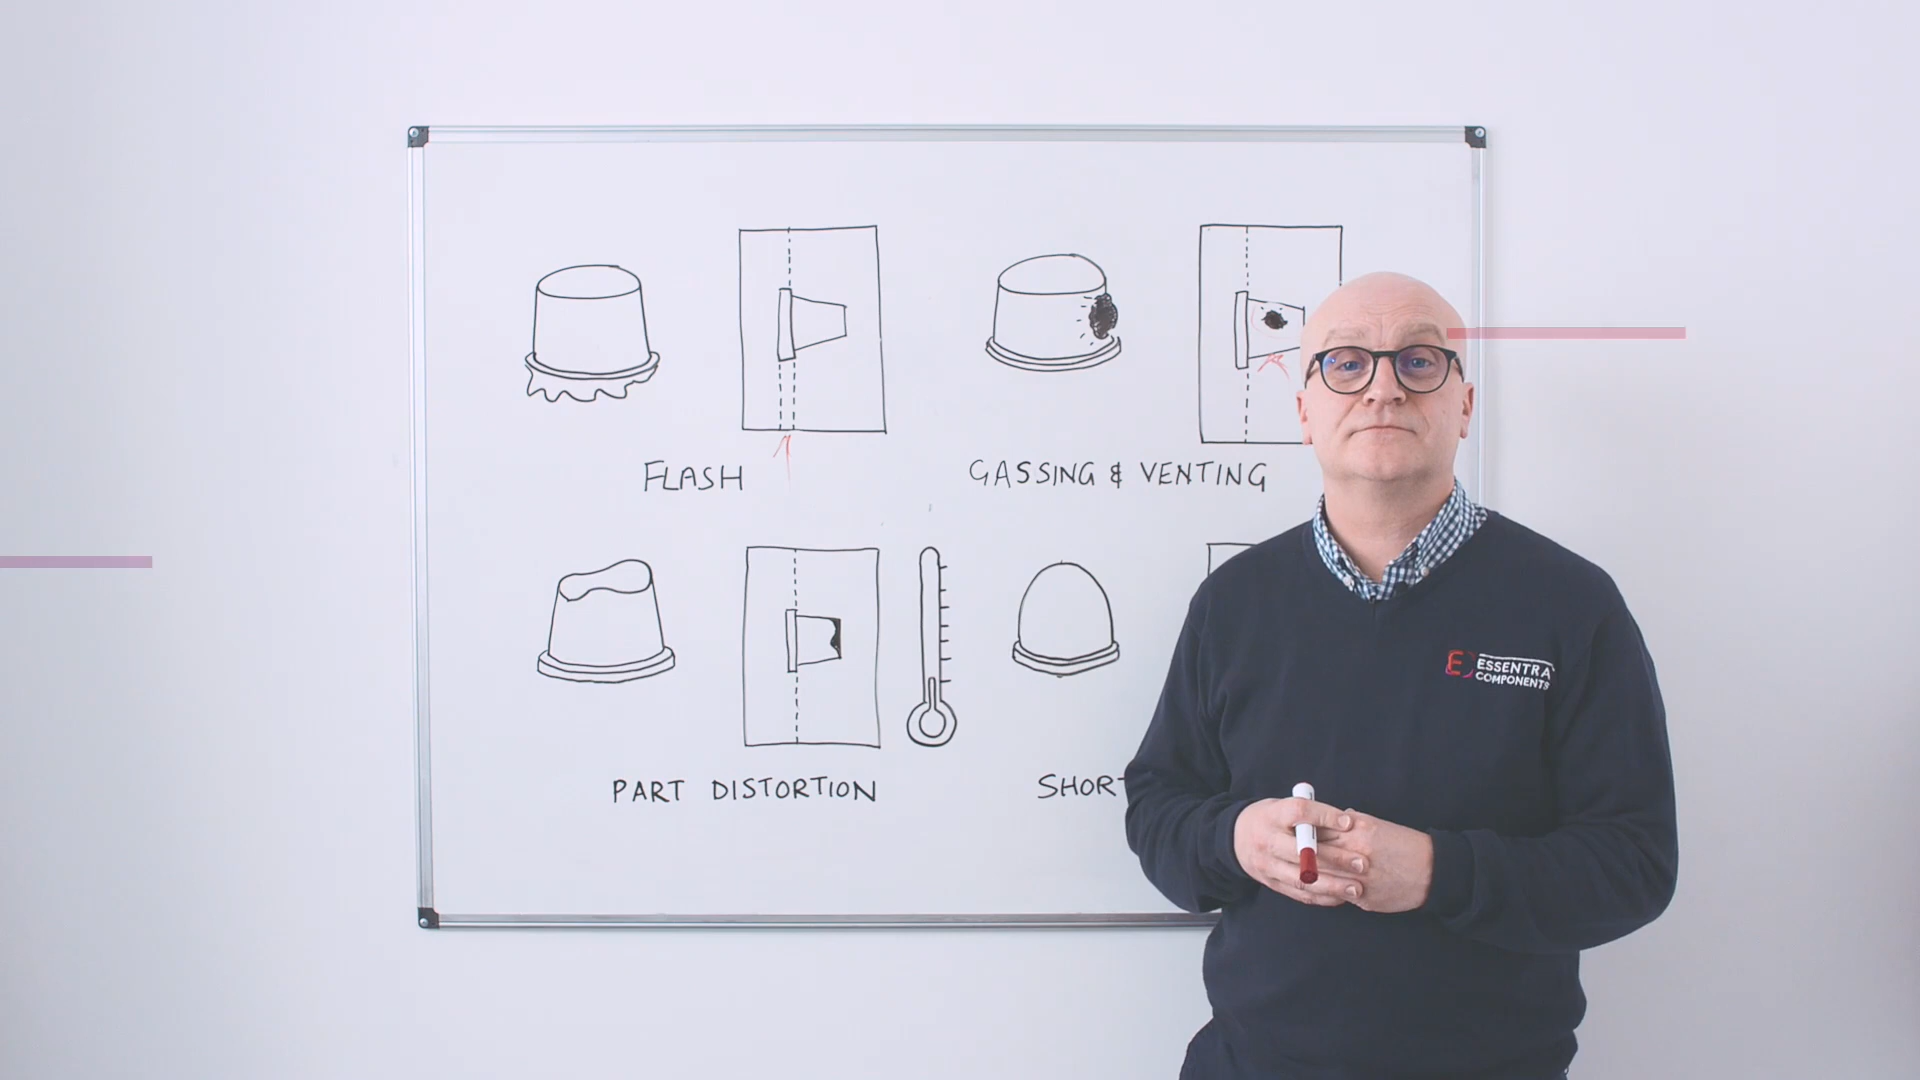 FLASH
GASSING & VENTING
PART DISTORTION
SHORT
ESSENTRA
COMPONENTS